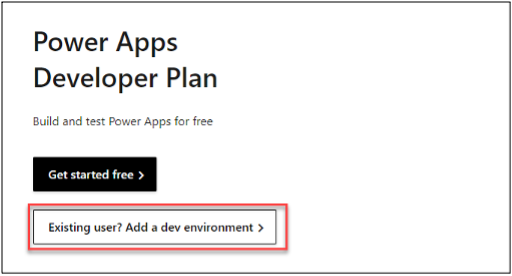 Power Apps
Developer Plan
Build and test Power Apps for free
Get started free >
Existing user? Add a dev environment >